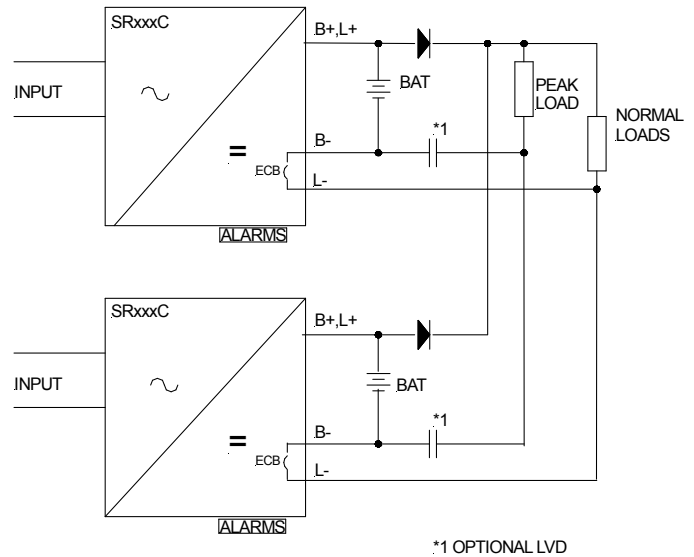 SRxxxC
B+,L+
INPUT
BAT
PEAK
LOAD
NORMAL
LOADS
*1
=
B-
ECB
L-
ALARMS
SRxxxC
B+,L+
INPUT
BAT
*1
=
B-
ECB
L-
ALARMS
*1 OPTIONAL LVD